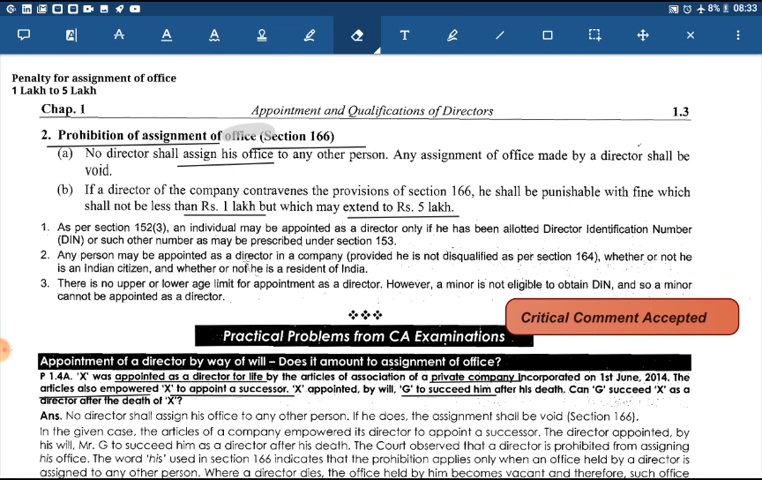 8% 08:33
T
Penalty for assignment of office
1 Lakh to 5 Lakh
Chap. 1 Appointment and Qualifications of Directors 1.3
2. Prohibition of assignment of office (Section 166)
(a) No director shall assign his office to any other person. Any assignment of office made by a director shall be
void.
(b) If a director of the company contravenes the provisions of section 166, he shall be punishable with fine which
shall not be less than Rs. 1 lakh but which may extend to Rs. 5 lakh.
1. As per section 152(3), an individual may be appointed as a director only if he has been allotted Director Identification Number
(DIN) or such other number as may be prescribed under section 153.
2. Any person may be appointed as a director in a company (provided he is not disqualified as per section 164), whether or not he
is an Indian citizen, and whether or not he is a resident of India.
3. There is no upper or lower age limit for appointment as a director. However, a minor is not eligible to obtain DIN, and so a minor
cannot be appointed as a director.
Critical Comment Accepted
Practical Problems from CA Examinations
Appointment of a director by way of will – Does it amount to assignment of office?
P 1.4A. 'X' was appointed as a director for life by the articles of association of a private company incorporated on 1st June, 2014. The
articles also empowered 'X' to appoint a successor. 'X' appointed, by will, 'G' to succeed him after his death. Can 'G' succeed 'X' as a
director after the death of 'X'?
Ans. No director shall assign his office to any other person. If he does, the assignment shall be void (Section 166).
In the given case, the articles of a company empowered its director to appoint a successor. The director appointed, by
his will, Mr. G to succeed him as a director after his death. The Court observed that a director is prohibited from assigning
his office. The word 'his' used in section 166 indicates that the prohibition applies only when an office held by a director is
assigned to any other person. Where a director dies, the office held by him becomes vacant and therefore, such office